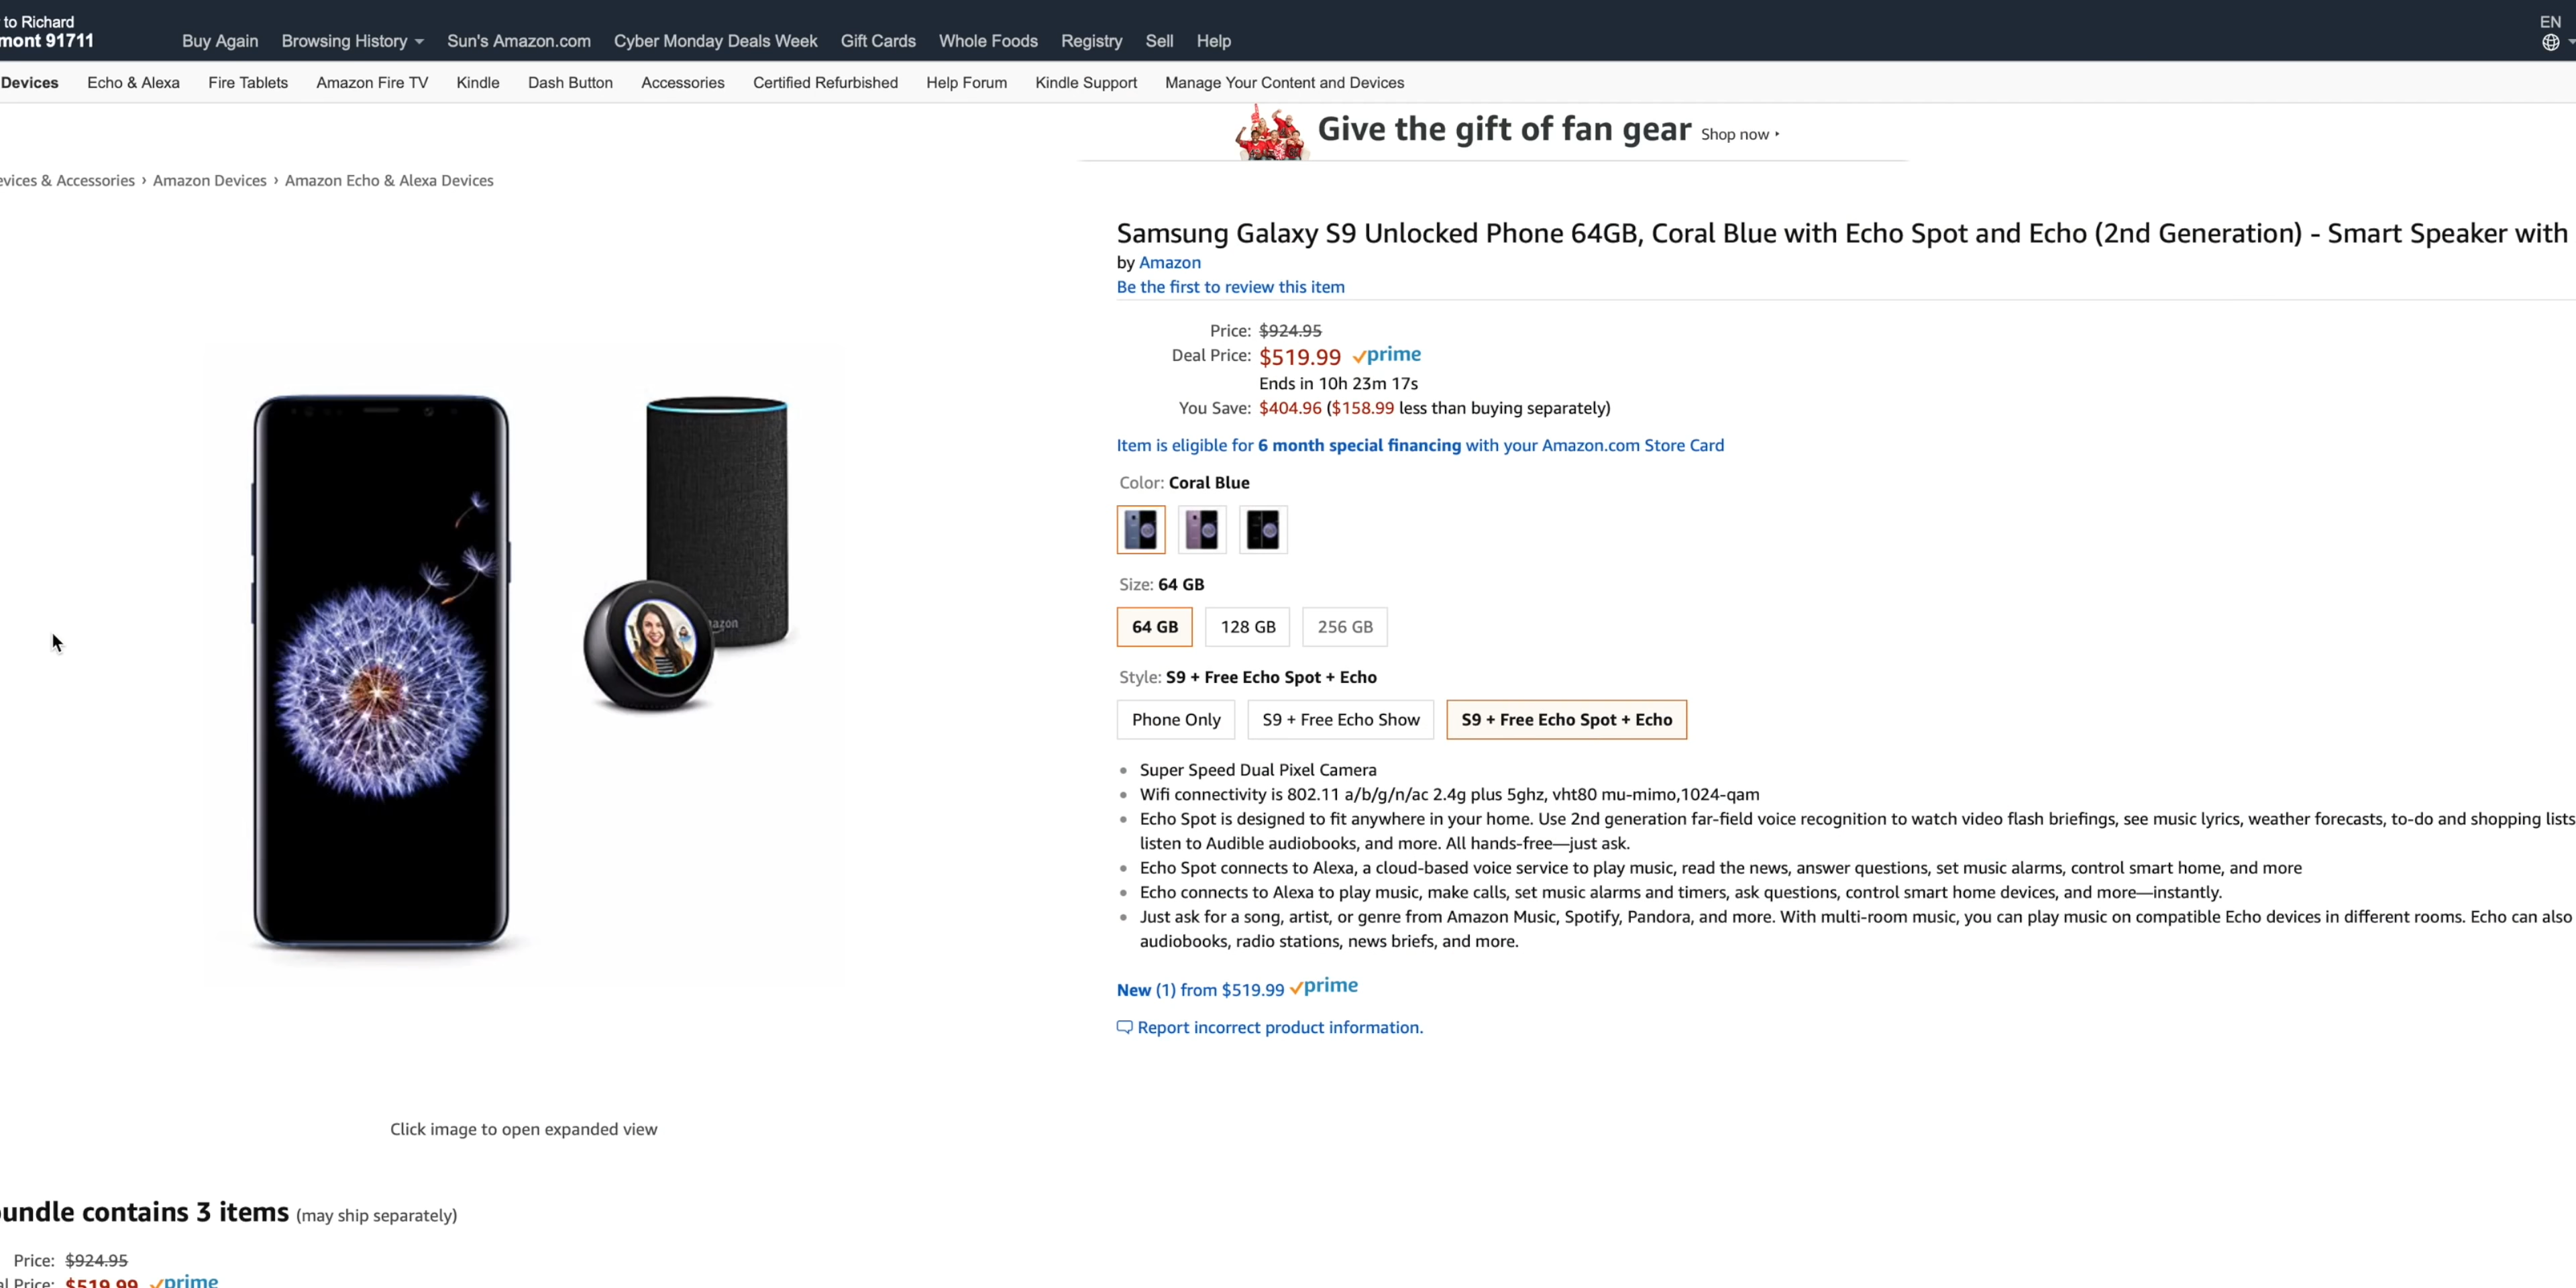 to Richard
mont 91711
Buy Again Browsing History Sun's Amazon.com Cyber Monday Deals Week Gift Cards Whole Foods Registry Sell Help
EN
Devices Echo & Alexa Fire Tablets Amazon Fire TV Kindle Dash Button Accessories Certified Refurbished Help Forum Kindle Support Manage Your Content and Devices
Give the gift of fan gear Shop now
evices & Accessories › Amazon Devices › Amazon Echo & Alexa Devices
Samsung Galaxy S9 Unlocked Phone 64GB, Coral Blue with Echo Spot and Echo (2nd Generation) - Smart Speaker with
by Amazon
Be the first to review this item
Price: $924.95
Deal Price: $519.99 prime
Ends in 10h 23m 17s
You Save: $404.96 ($158.99 less than buying separately)
Item is eligible for 6 month special financing with your Amazon.com Store Card
Color: Coral Blue
Size: 64 GB
64 GB 128 GB 256 GB
Style: S9 + Free Echo Spot + Echo
Phone Only S9 + Free Echo Show S9 + Free Echo Spot + Echo
• Super Speed Dual Pixel Camera
• Wifi connectivity is 802.11 a/b/g/n/ac 2.4g plus 5ghz, vht80 mu-mimo,1024-qam
• Echo Spot is designed to fit anywhere in your home. Use 2nd generation far-field voice recognition to watch video flash briefings, see music lyrics, weather forecasts, to-do and shopping lists
listen to Audible audiobooks, and more. All hands-free—just ask.
• Echo Spot connects to Alexa, a cloud-based voice service to play music, read the news, answer questions, set music alarms, control smart home, and more
• Echo connects to Alexa to play music, make calls, set music alarms and timers, ask questions, control smart home devices, and more—instantly.
• Just ask for a song, artist, or genre from Amazon Music, Spotify, Pandora, and more. With multi-room music, you can play music on compatible Echo devices in different rooms. Echo can also
audiobooks, radio stations, news briefs, and more.
New (1) from $519.99 prime
Report incorrect product information.
azon
Click image to open expanded view
undle contains 3 items (may ship separately)
Price: $924.95
al Price: $519.99 prime